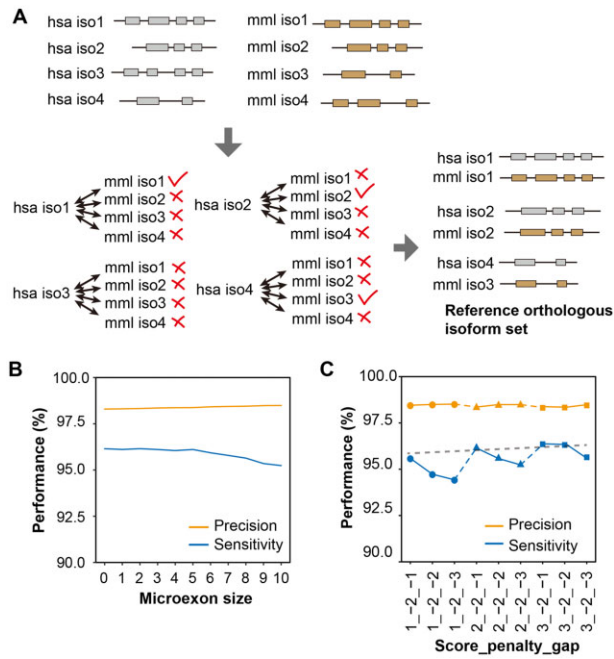 A
hsa iso1
hsa iso2
hsa iso3
hsa iso4
mml iso1
mml iso2
mml iso3
mml iso4
hsa iso1
mml iso1
mml iso2
mml iso3
mml iso4
hsa iso2
mml iso1
mml iso2
mml iso3
mml iso4
hsa iso3
mml iso1
mml iso2
mml iso3
mml iso4
hsa iso4
mml iso1
mml iso2
mml iso3
mml iso4
hsa iso1
mml iso1
hsa iso2
mml iso2
hsa iso4
mml iso3
Reference orthologous
isoform set
B
Performance (%)
100.0
97.5
95.0
92.5
90.0
Precision
Sensitivity
0 1 2 3 4 5 6 7 8 9 10
Microexon size
C
Performance (%)
100.0
97.5
95.0
92.5
90.0
Precision
Sensitivity
1_-2_-1
1_-2_-2
1_-2_-3
2_-2_-1
2_-2_-2
2_-2_-3
3_-2_-1
3_-2_-2
3_-2_-3
Score_penalty_gap